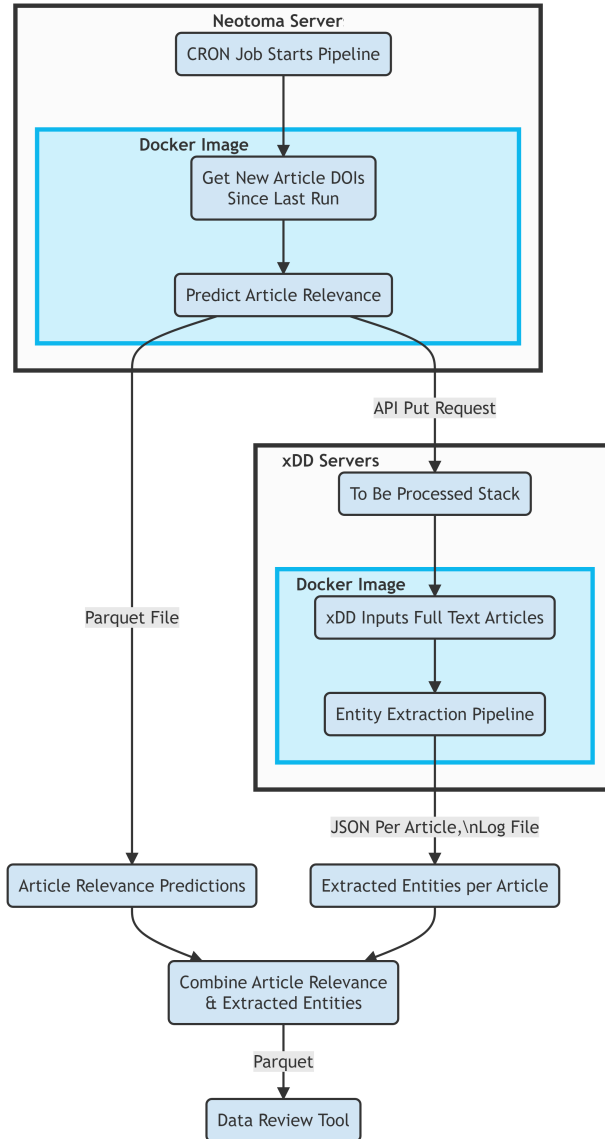 Neotoma Server
CRON Job Starts Pipeline
Docker Image
Get New Article DOIs
Since Last Run
Predict Article Relevance
API Put Request
xDD Servers
To Be Processed Stack
Docker Image
xDD Inputs Full Text Articles
Parquet File
Entity Extraction Pipeline
JSON Per Article,\nLog File
Article Relevance Predictions
Extracted Entities per Article
Combine Article Relevance
& Extracted Entities
Parquet
Data Review Tool